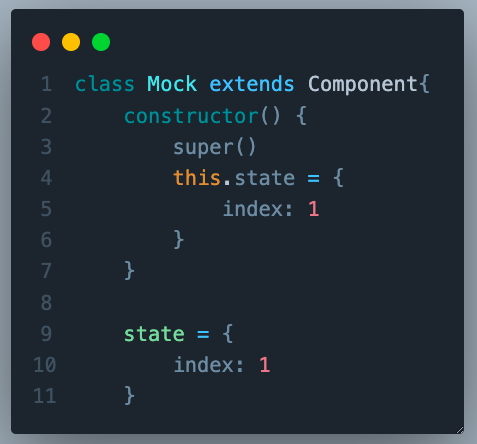 1 class Mock extends Component{
2     constructor() {
3         super()
4         this.state = {
5             index: 1
6         }
7     }
8
9     state = {
10         index: 1
11     }